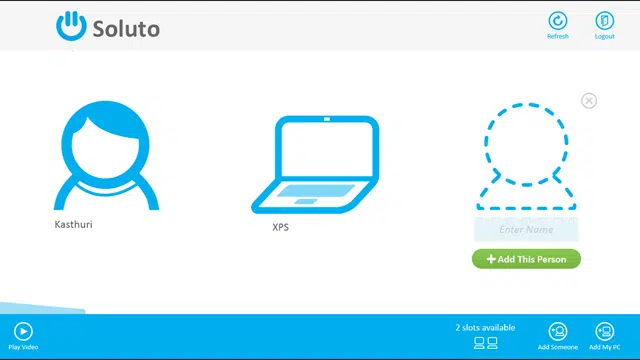 Soluto
Refresh
Logout
Kasthuri
XPS
Enter Name
Add This Person
Play Video
2 slots available
Add Someone
Add My PC